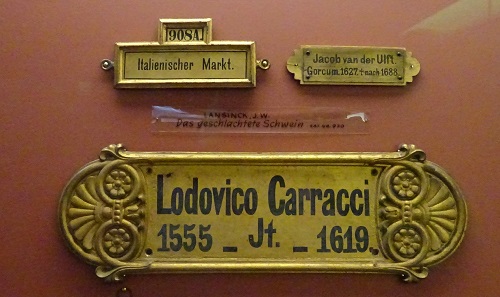 908A
Italienischer Markt.
Jacob van der Ulft.
Gorcum. 1627. † nach 1688.
LANSINCK, J.W.
Das geschlachtete Schwein
Lodovico Carracci
1555 _ Jt. _ 1619.